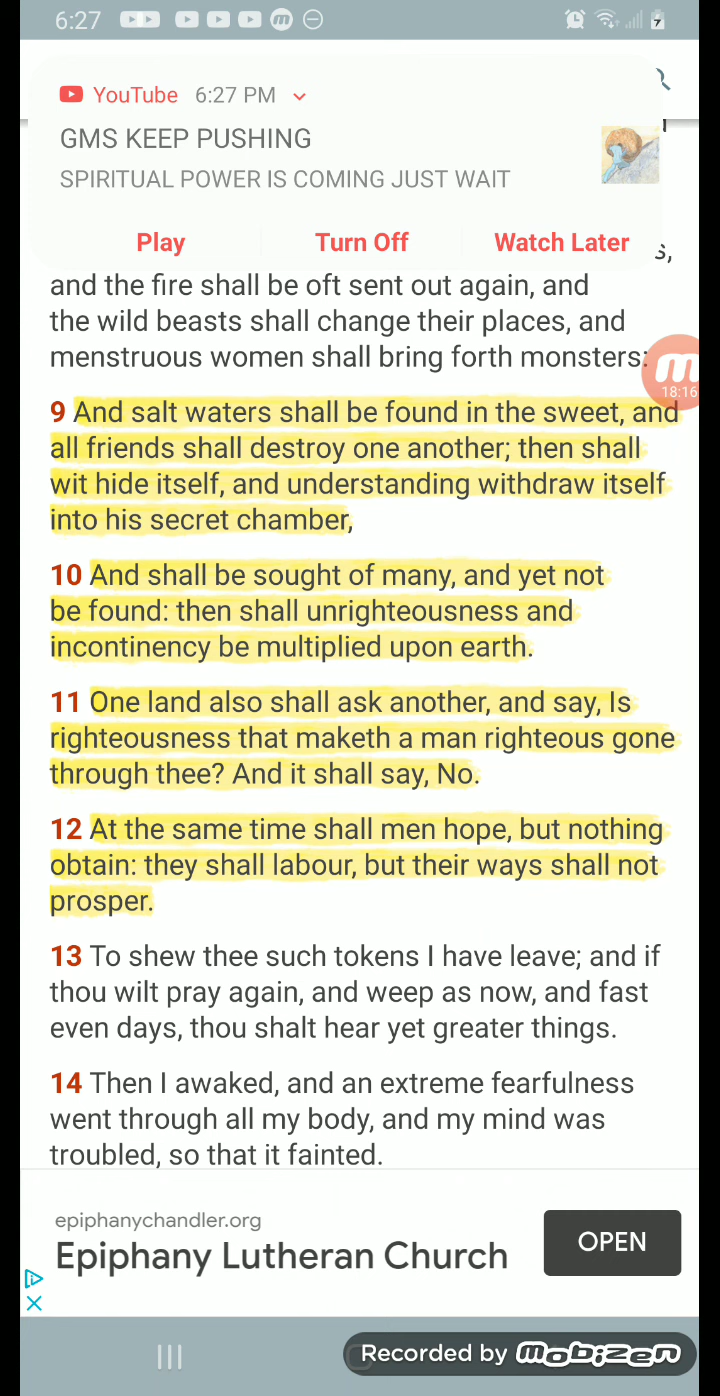 6:27
YouTube 6:27 PM
GMS KEEP PUSHING
SPIRITUAL POWER IS COMING JUST WAIT
Play Turn Off Watch Later
s,
and the fire shall be oft sent out again, and
the wild beasts shall change their places, and
menstruous women shall bring forth monsters:
m
18:16
9 And salt waters shall be found in the sweet, and
all friends shall destroy one another; then shall
wit hide itself, and understanding withdraw itself
into his secret chamber,
10 And shall be sought of many, and yet not
be found: then shall unrighteousness and
incontinency be multiplied upon earth.
11 One land also shall ask another, and say, Is
righteousness that maketh a man righteous gone
through thee? And it shall say, No.
12 At the same time shall men hope, but nothing
obtain: they shall labour, but their ways shall not
prosper.
13 To shew thee such tokens I have leave; and if
thou wilt pray again, and weep as now, and fast
even days, thou shalt hear yet greater things.
14 Then I awaked, and an extreme fearfulness
went through all my body, and my mind was
troubled, so that it fainted.
epiphanychandler.org
Epiphany Lutheran Church
OPEN
Recorded by mobizen